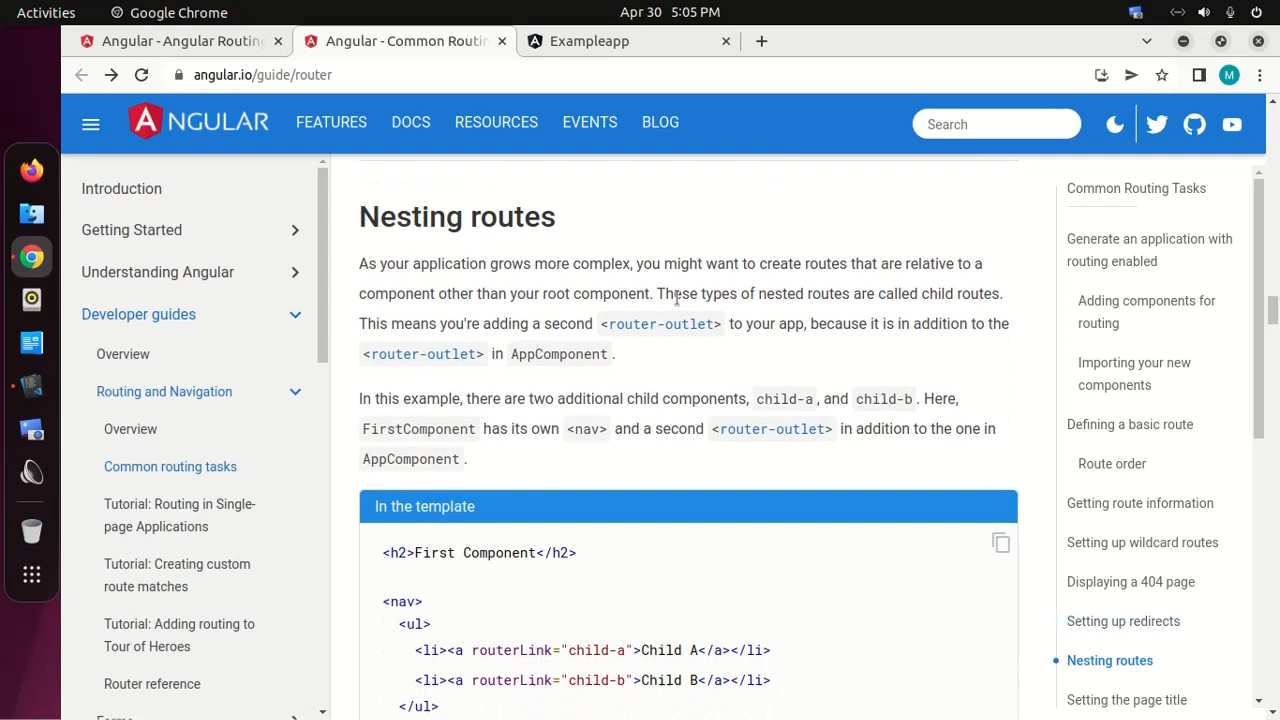 Activities
Google Chrome
Apr 30 5:05 PM
Angular - Angular Routing
Angular - Common Routin
Exampleapp
angular.io/guide/router
M
ANGULAR
FEATURES
DOCS
RESOURCES
EVENTS
BLOG
Search
Introduction
Getting Started
Understanding Angular
Developer guides
Overview
Routing and Navigation
Overview
Common routing tasks
Tutorial: Routing in Single-
page Applications
Tutorial: Creating custom
route matches
Tutorial: Adding routing to
Tour of Heroes
Router reference
Nesting routes
As your application grows more complex, you might want to create routes that are relative to a
component other than your root component. These types of nested routes are called child routes.
This means you're adding a second <router-outlet> to your app, because it is in addition to the
<router-outlet> in AppComponent.
In this example, there are two additional child components, child-a, and child-b. Here,
FirstComponent has its own <nav> and a second <router-outlet> in addition to the one in
AppComponent.
In the template
<h2>First Component</h2>
<nav>
<ul>
<li><a routerLink="child-a">Child A</a></li>
<li><a routerLink="child-b">Child B</a></li>
</ul>
Common Routing Tasks
Generate an application with
routing enabled
Adding components for
routing
Importing your new
components
Defining a basic route
Route order
Getting route information
Setting up wildcard routes
Displaying a 404 page
Setting up redirects
Nesting routes
Setting the page title